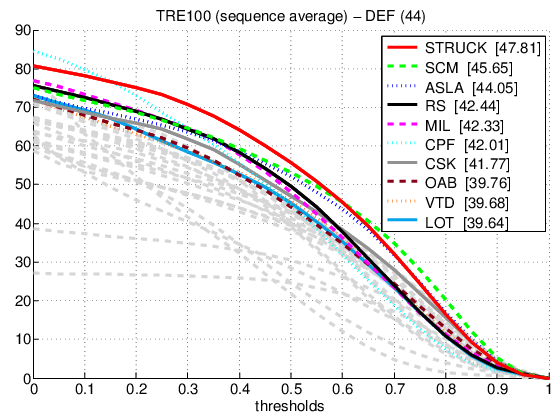 TRE100 (sequence average) − DEF (44)
90
80
70
60
50
40
30
20
10
0
STRUCK [47.81]
SCM [45.65]
ASLA [44.05]
RS [42.44]
MIL [42.33]
CPF [42.01]
CSK [41.77]
OAB [39.76]
VTD [39.68]
LOT [39.64]
0 0.1 0.2 0.3 0.4 0.5 0.6 0.7 0.8 0.9 1
thresholds